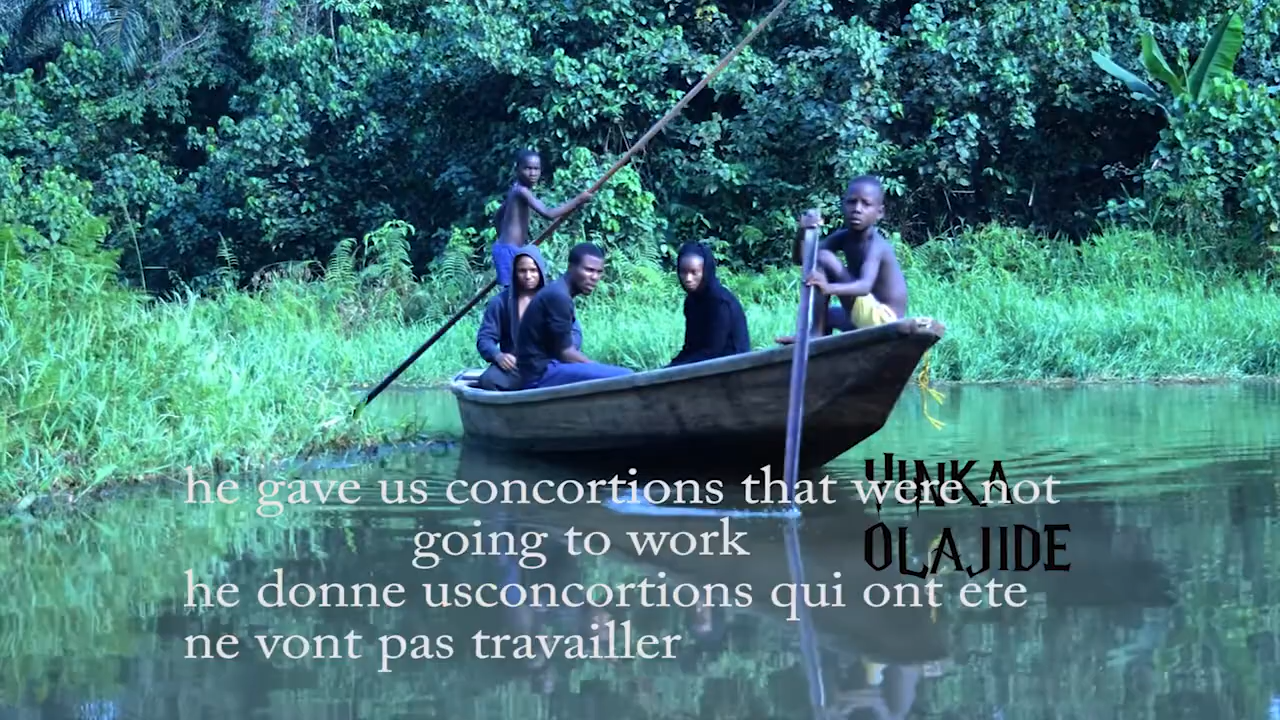 he gave us concortions that were not
going to work
he donne usconcortions qui ont ete
ne vont pas travailler
YINKA
OLAJIDE